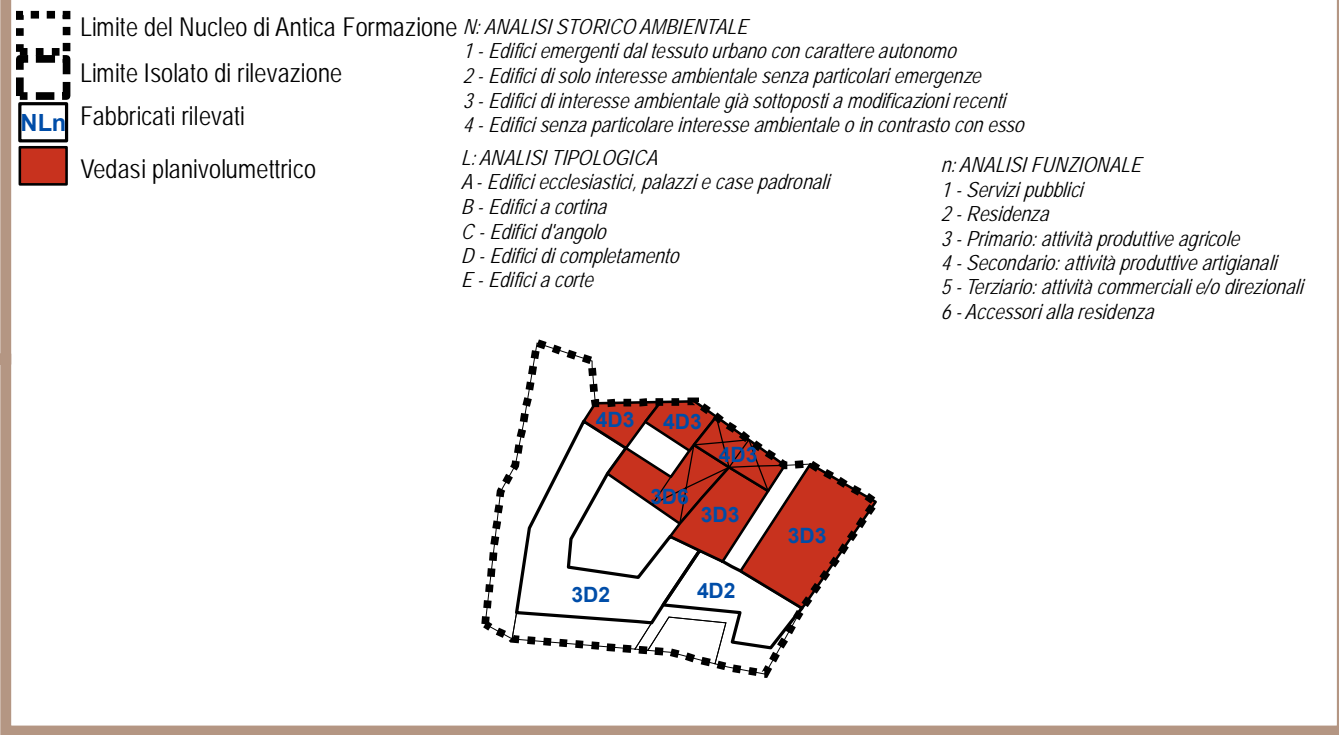 Limite del Nucleo di Antica Formazione
Limite Isolato di rilevazione
NLn Fabbricati rilevati
Vedasi planivolumettrico
N: ANALISI STORICO AMBIENTALE
1 - Edifici emergenti dal tessuto urbano con carattere autonomo
2 - Edifici di solo interesse ambientale senza particolari emergenze
3 - Edifici di interesse ambientale già sottoposti a modificazioni recenti
4 - Edifici senza particolare interesse ambientale o in contrasto con esso
L: ANALISI TIPOLOGICA
A - Edifici ecclesiastici, palazzi e case padronali
B - Edifici a cortina
C - Edifici d'angolo
D - Edifici di completamento
E - Edifici a corte
n: ANALISI FUNZIONALE
1 - Servizi pubblici
2 - Residenza
3 - Primario: attività produttive agricole
4 - Secondario: attività produttive artigianali
5 - Terziario: attività commerciali e/o direzionali
6 - Accessori alla residenza
4D3
4D3
4D3
3D6
3D3
3D3
3D2
4D2